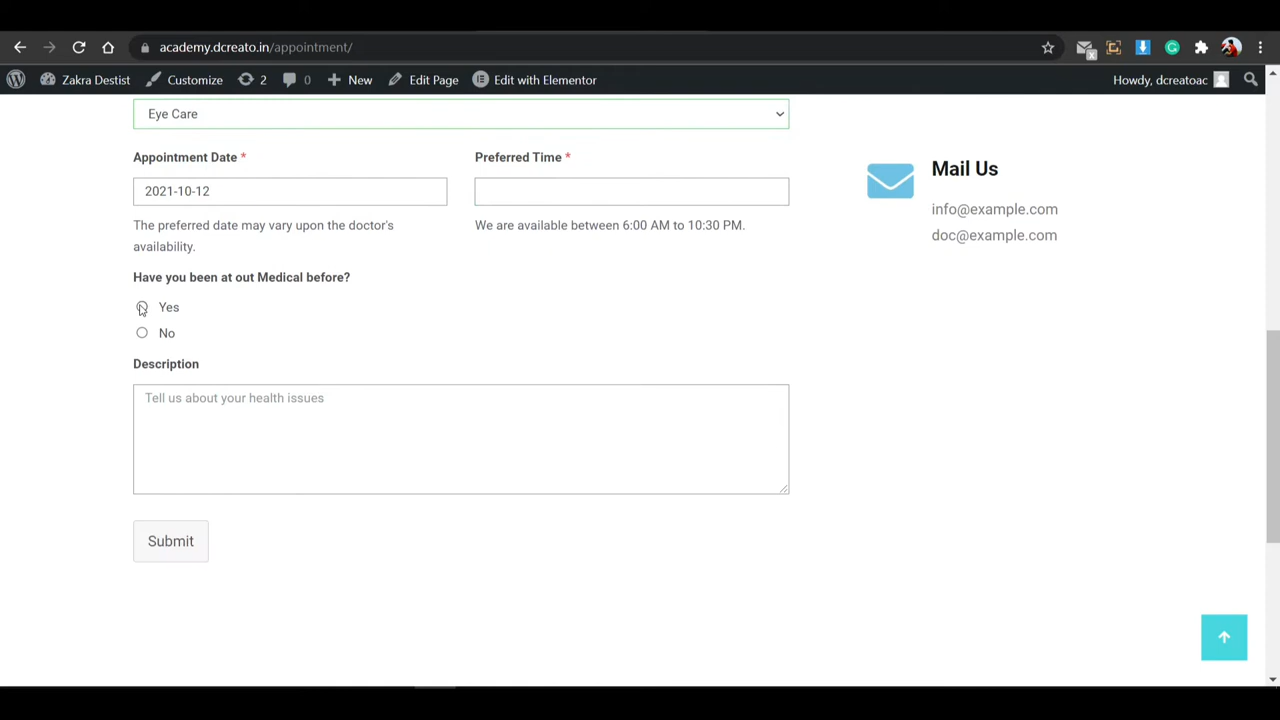 academy.dcreato.in/appointment/
Zakra Destist
Customize
2
0
New
Edit Page
Edit with Elementor
Howdy, dcreatoac
Eye Care
Appointment Date *
Preferred Time *
2021-10-12
The preferred date may vary upon the doctor's
availability.
We are available between 6:00 AM to 10:30 PM.
Mail Us
info@example.com
doc@example.com
Have you been at out Medical before?
Yes
No
Description
Tell us about your health issues
Submit